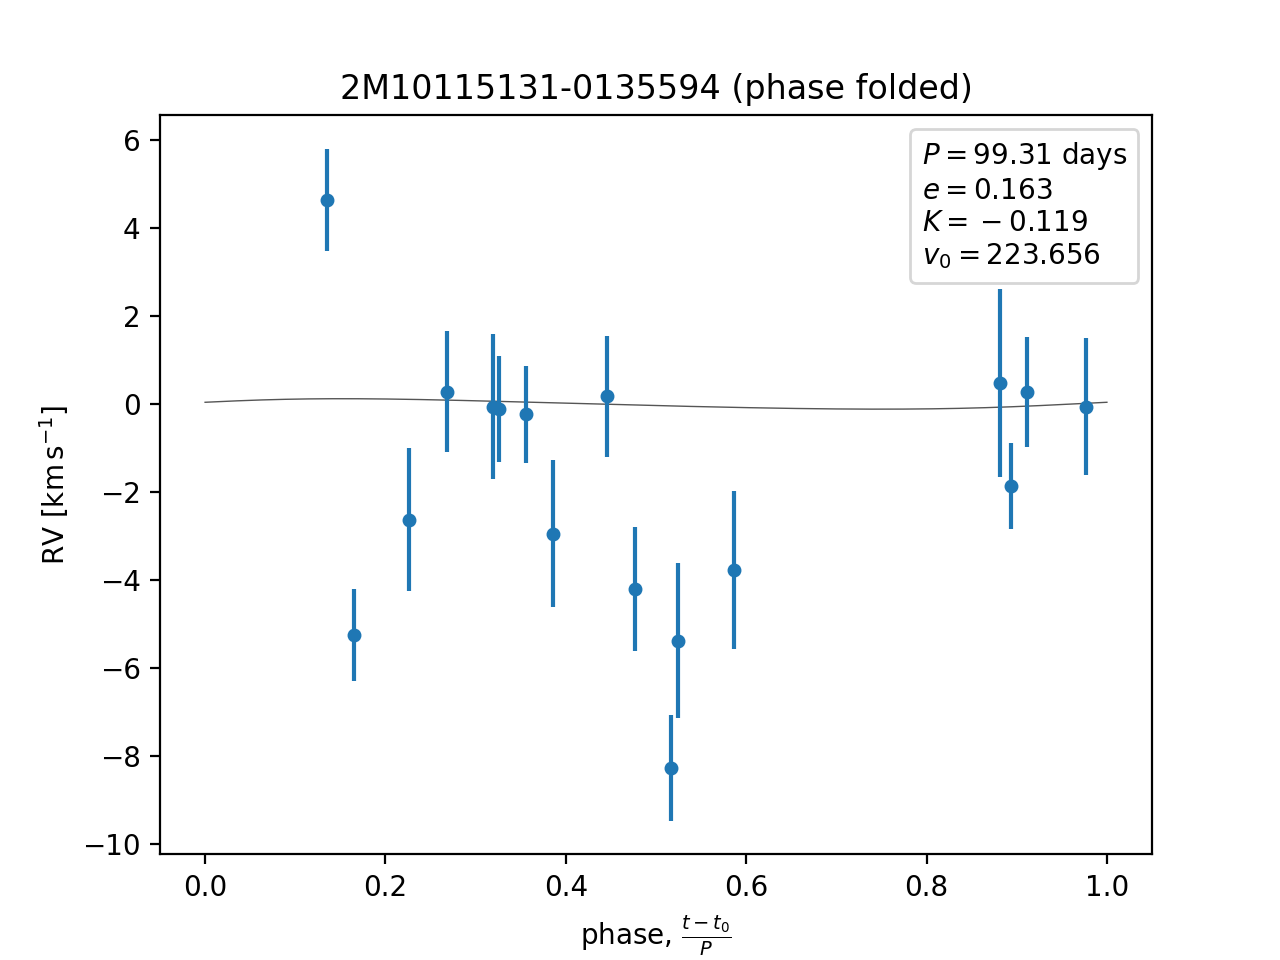 2M10115131-0135594 (phase folded)
P = 99.31 days
e = 0.163
K = −0.119
v₀ = 223.656
6
4
2
0
−2
−4
−6
−8
−10
RV [km s⁻¹]
0.0 0.2 0.4 0.6 0.8 1.0
phase, (t − t₀)/P